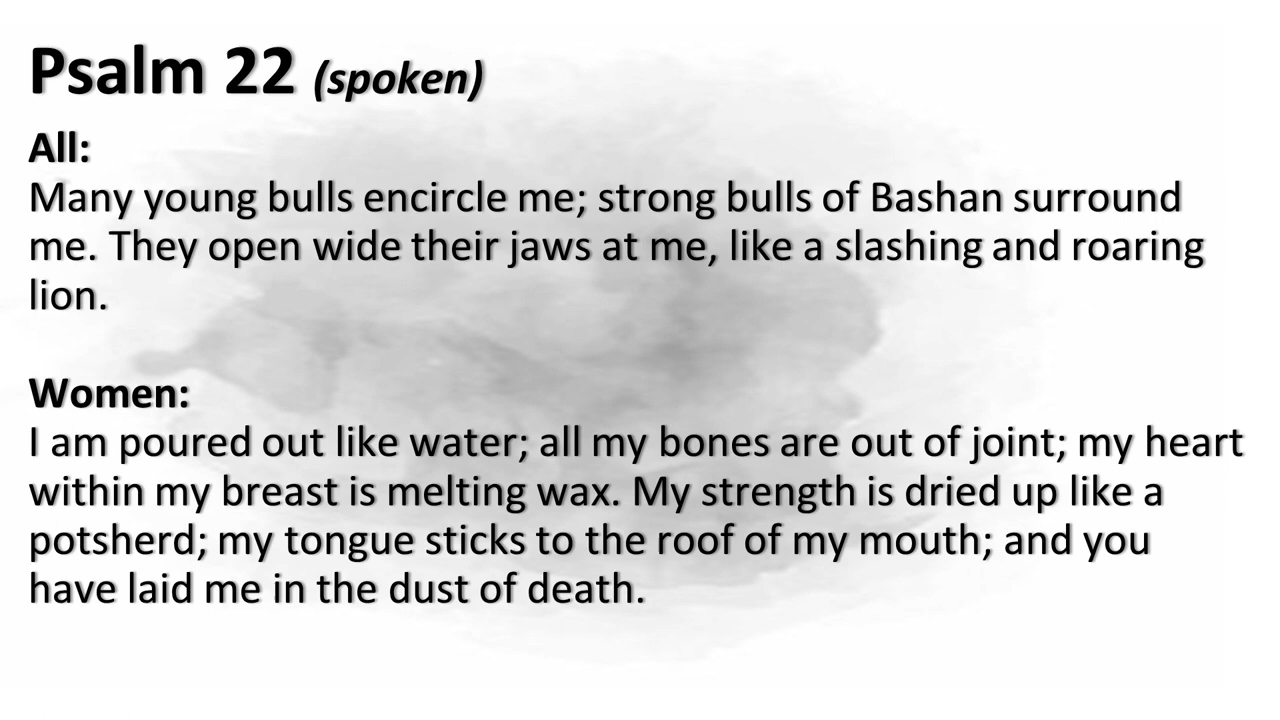 Psalm 22 (spoken)
All:
Many young bulls encircle me; strong bulls of Bashan surround
me. They open wide their jaws at me, like a slashing and roaring
lion.
Women:
I am poured out like water; all my bones are out of joint; my heart
within my breast is melting wax. My strength is dried up like a
potsherd; my tongue sticks to the roof of my mouth; and you
have laid me in the dust of death.